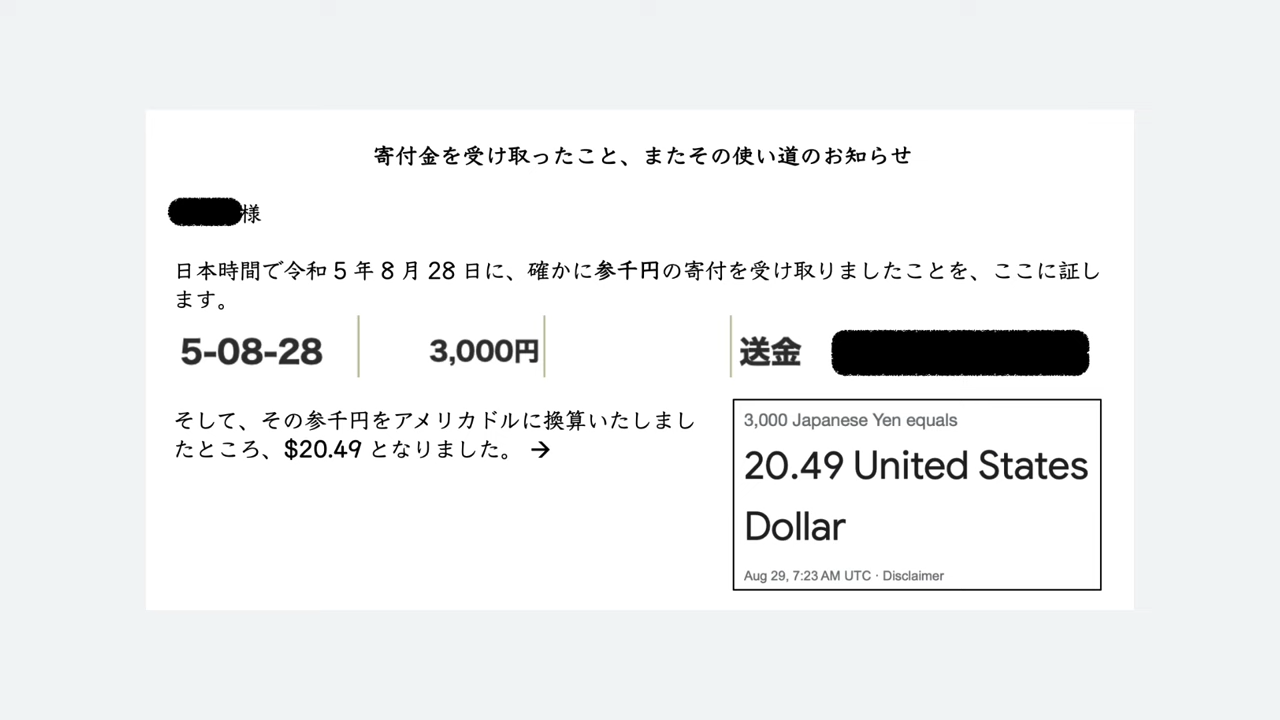 寄付金を受け取ったこと、またその使い道のお知らせ
様
日本時間で令和 5 年 8 月 28 日に、確かに参千円の寄付を受け取りましたことを、ここに証し
ます。
5-08-28 3,000円 送金
そして、その参千円をアメリカドルに換算いたしまし
たところ、$20.49 となりました。 →
3,000 Japanese Yen equals
20.49 United States
Dollar
Aug 29, 7:23 AM UTC · Disclaimer